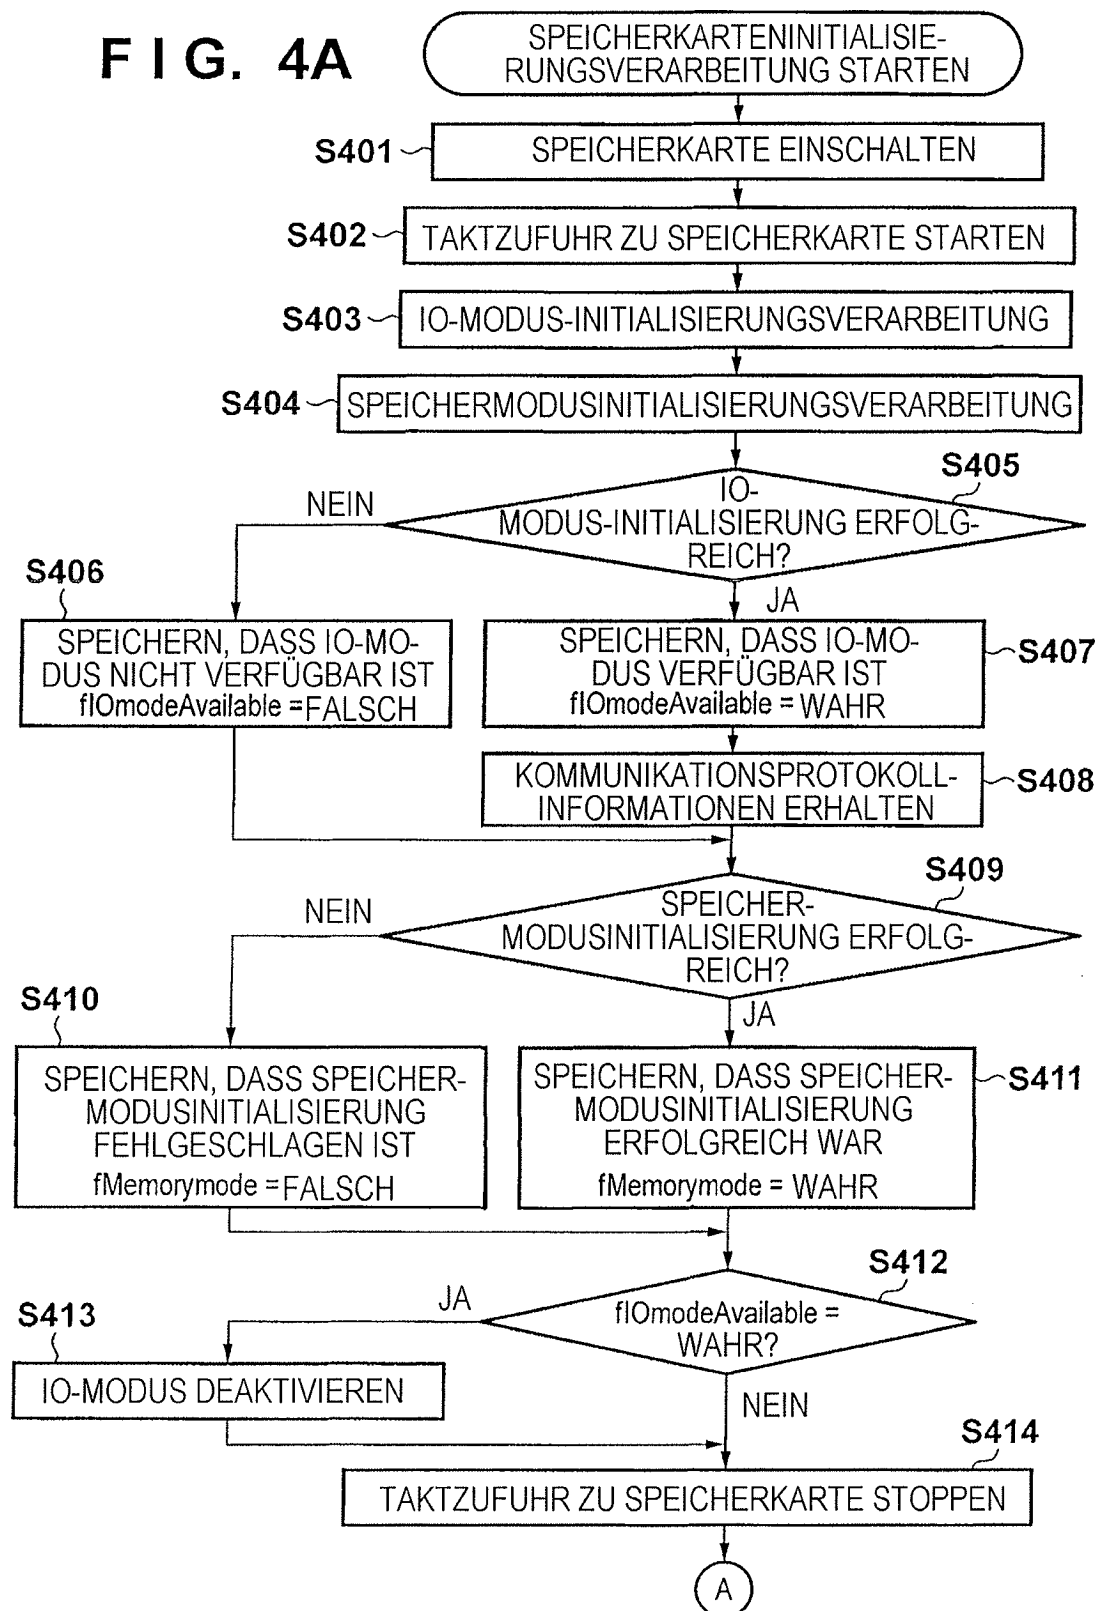 FIG. 4A
SPEICHERKARTENINITIALISIE-
RUNGSVERARBEITUNG STARTEN
S401
SPEICHERKARTE EINSCHALTEN
S402
TAKTZUFUHR ZU SPEICHERKARTE STARTEN
S403
IO-MODUS-INITIALISIERUNGSVERARBEITUNG
S404
SPEICHERMODUSINITIALISIERUNGSVERARBEITUNG
S405
NEIN
IO-
MODUS-INITIALISIERUNG ERFOLG-
REICH?
JA
S406
SPEICHERN, DASS IO-MO-
DUS NICHT VERFÜGBAR IST
fIOmodeAvailable = FALSCH
SPEICHERN, DASS IO-MO-
DUS VERFÜGBAR IST
fIOmodeAvailable = WAHR
S407
KOMMUNIKATIONSPROTOKOLL-
INFORMATIONEN ERHALTEN
S408
S409
NEIN
SPEICHER-
MODUSINITIALISIERUNG ERFOLG-
REICH?
JA
S410
SPEICHERN, DASS SPEICHER-
MODUSINITIALISIERUNG
FEHLGESCHLAGEN IST
fMemorymode = FALSCH
SPEICHERN, DASS SPEICHER-
MODUSINITIALISIERUNG
ERFOLGREICH WAR
fMemorymode = WAHR
S411
S412
JA
fIOmodeAvailable =
WAHR?
S413
IO-MODUS DEAKTIVIEREN
NEIN
S414
TAKTZUFUHR ZU SPEICHERKARTE STOPPEN
A